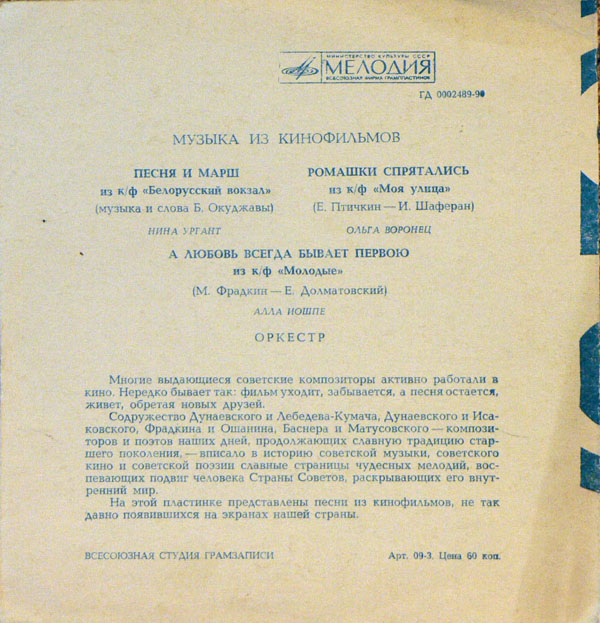 МИНИСТЕРСТВО КУЛЬТУРЫ СССР
МЕЛОДИЯ
ВСЕСОЮЗНАЯ ФИРМА ГРАМПЛАСТИНОК
ГД 0002489-90
МУЗЫКА ИЗ КИНОФИЛЬМОВ
ПЕСНЯ И МАРШ
из к/ф «Белорусский вокзал»
(музыка и слова Б. Окуджавы)
НИНА УРГАНТ
РОМАШКИ СПРЯТАЛИСЬ
из к/ф «Моя улица»
(Е. Птичкин — И. Шаферан)
ОЛЬГА ВОРОНЕЦ
А ЛЮБОВЬ ВСЕГДА БЫВАЕТ ПЕРВОЮ
из к/ф «Молодые»
(М. Фрадкин — Е. Долматовский)
АЛЛА ИОШПЕ
ОРКЕСТР
Многие выдающиеся советские композиторы активно работали в
кино. Нередко бывает так: фильм уходит, забывается, а песня остается,
живет, обретая новых друзей.
Содружество Дунаевского и Лебедева-Кумача, Дунаевского и Иса-
ковского, Фрадкина и Ошанина, Баснера и Матусовского — компози-
торов и поэтов наших дней, продолжающих славную традицию стар-
шего поколения, — вписало в историю советской музыки, советского
кино и советской поэзии славные страницы чудесных мелодий, вос-
певающих подвиг человека Страны Советов, раскрывающих его внут-
ренний мир.
На этой пластинке представлены песни из кинофильмов, не так
давно появившихся на экранах нашей страны.
ВСЕСОЮЗНАЯ СТУДИЯ ГРАМЗАПИСИ
Арт. 09-3. Цена 60 коп.